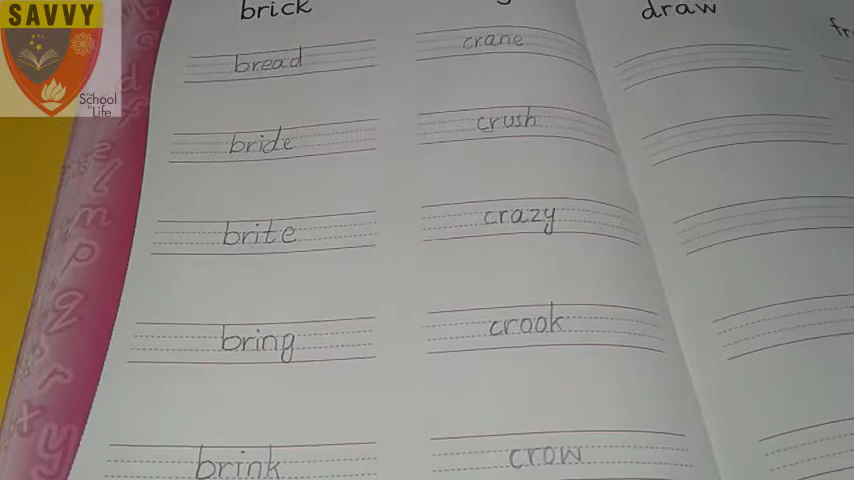 SAVVY
The School for Life
brick
bread
bride
brite
bring
brink
crane
crush
crazy
crook
crow
draw